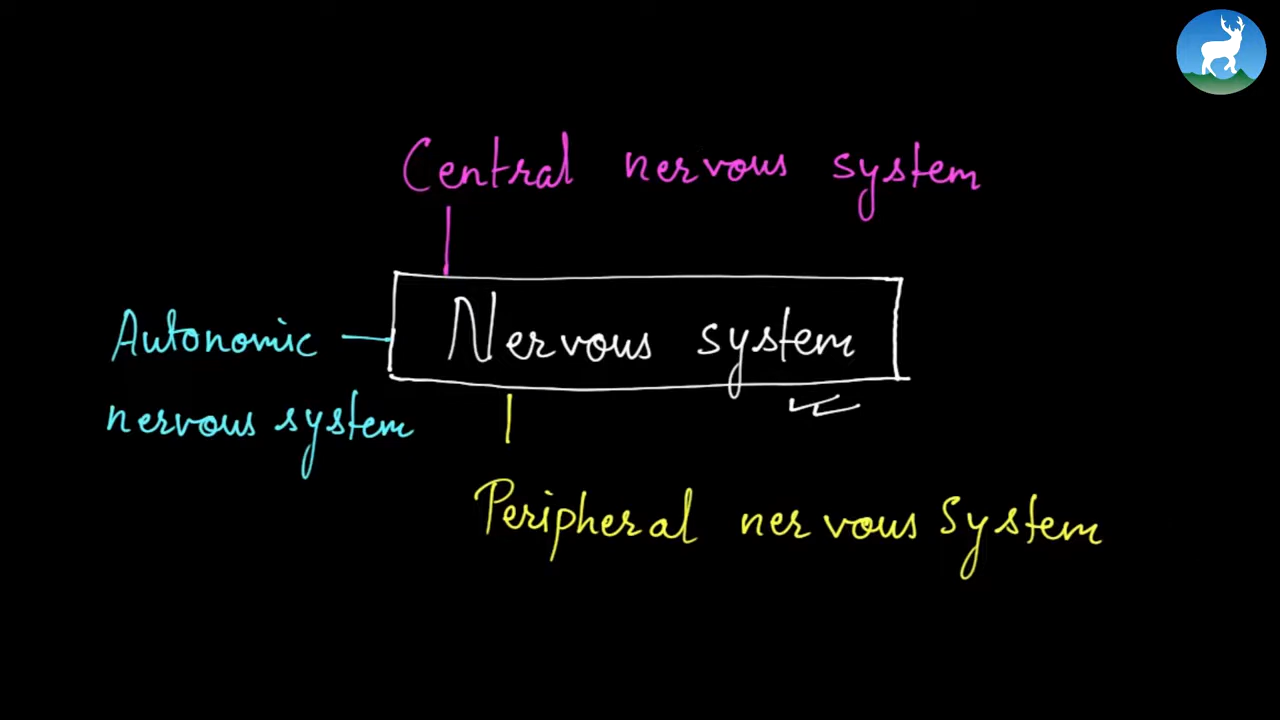 Central nervous system
Nervous system
Autonomic
nervous system
Peripheral nervous system